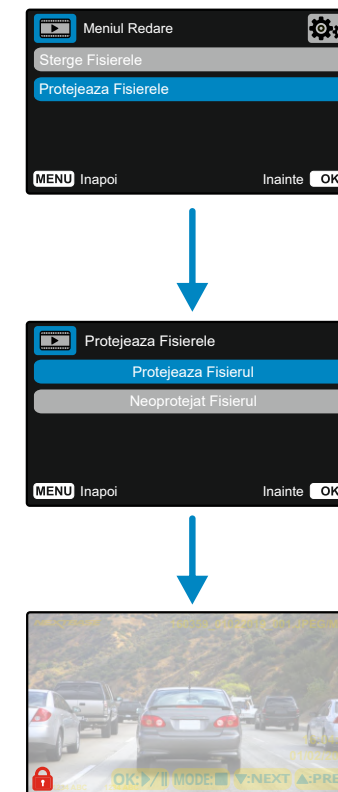 Meniul Redare
Sterge Fisierele
Protejeaza Fisierele
MENU Inapoi Inainte OK
Protejeaza Fisierele
Protejeaza Fisierul
Neoprotejat Fisierul
MENU Inapoi Inainte OK
OK:▶/|| MODE:■ ▼:NEXT ▲:PRE